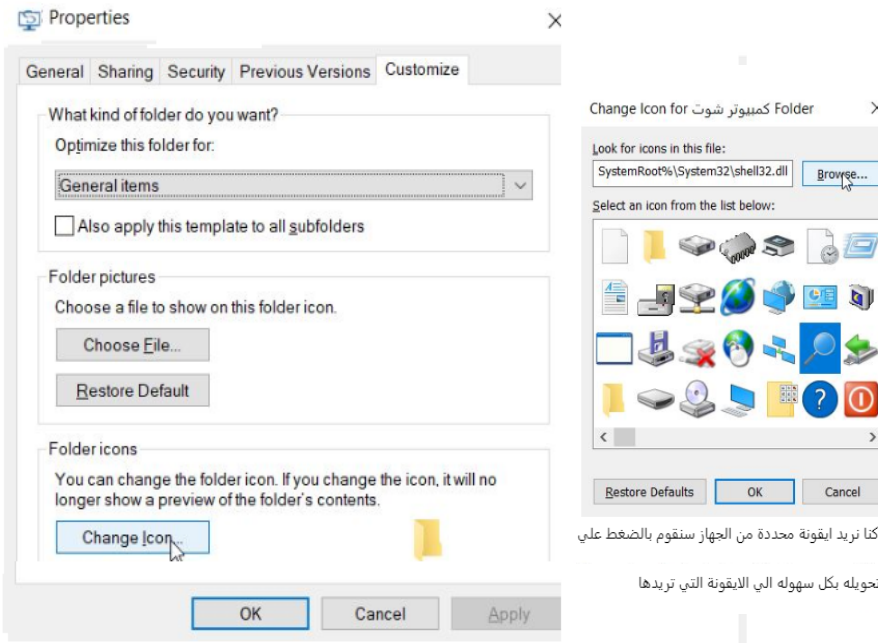 Properties
General Sharing Security Previous Versions Customize
What kind of folder do you want?
Optimize this folder for:
General items
Also apply this template to all subfolders
Folder pictures
Choose a file to show on this folder icon.
Choose File...
Restore Default
Folder icons
You can change the folder icon. If you change the icon, it will no
longer show a preview of the folder's contents.
Change Icon...
OK Cancel Apply
Change Icon for كمبيوتر شوت Folder
Look for icons in this file:
SystemRoot%\System32\shell32.dll Browse...
Select an icon from the list below:
Restore Defaults OK Cancel
كنا نريد ايقونة محددة من الجهاز سنقوم بالضغط علي
تحويله بكل سهوله الي الايقونة التي تريدها